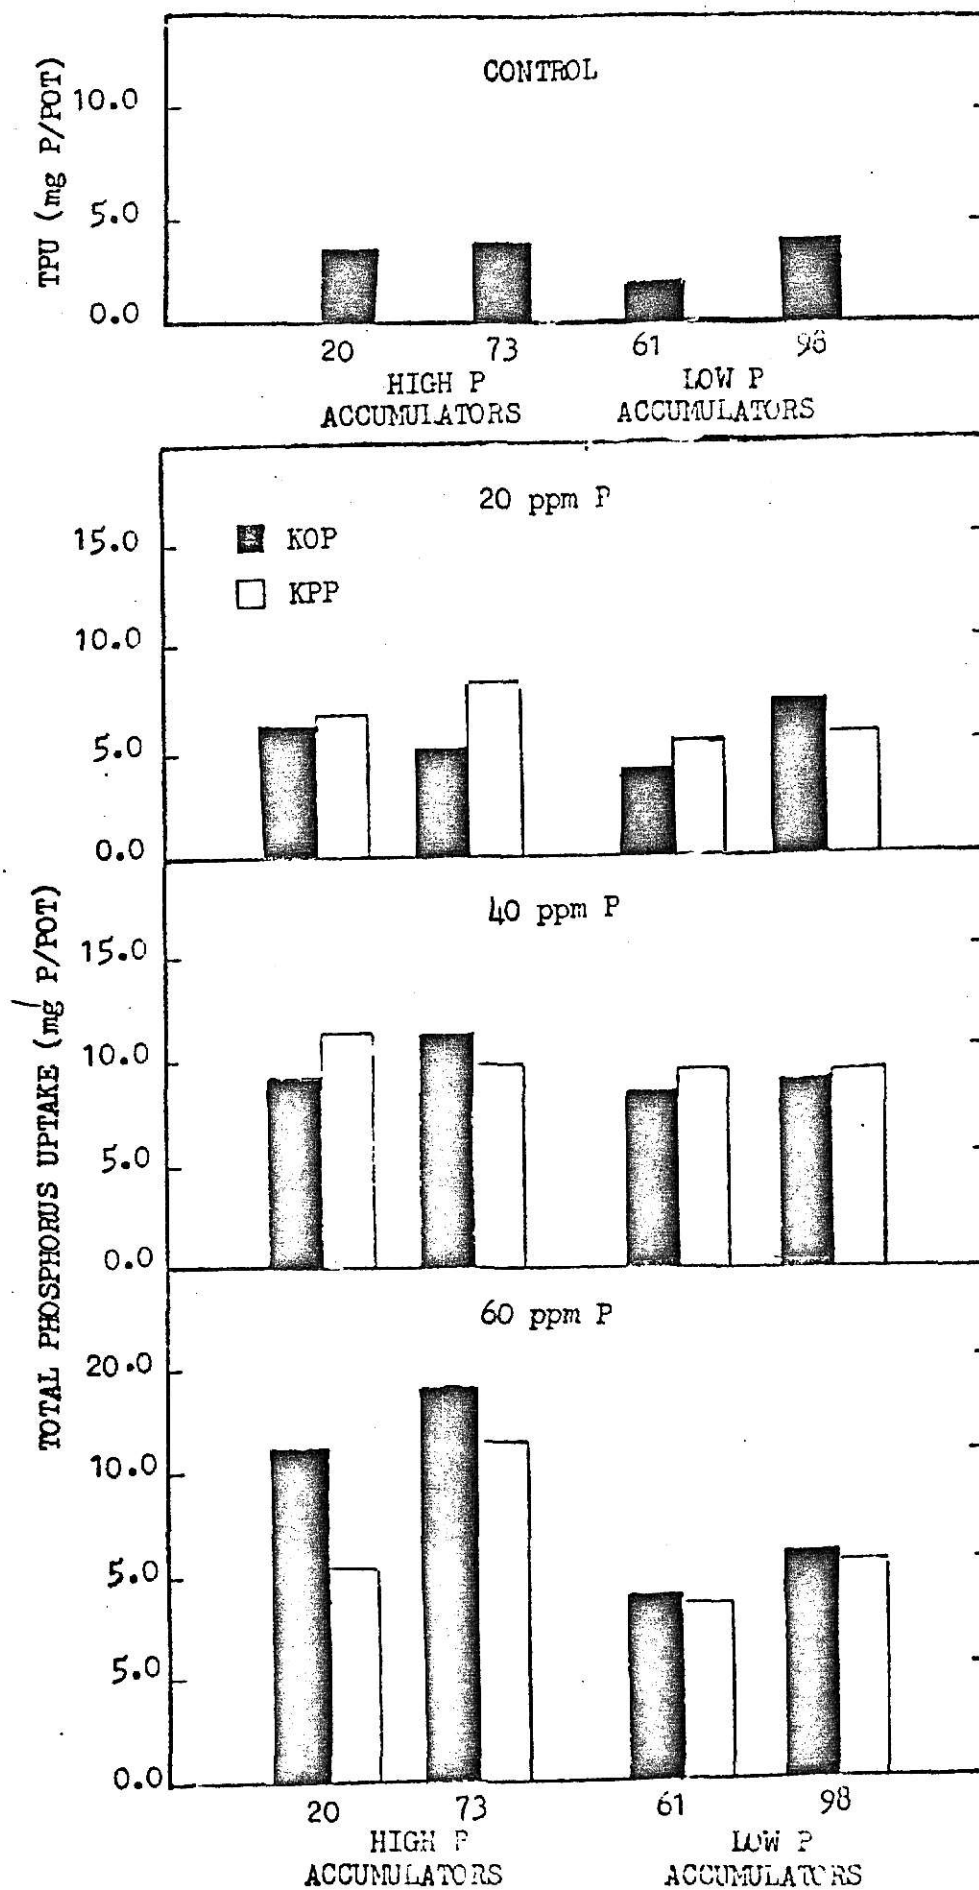 CONTROL
TPU (mg P/POT)
10.0
5.0
0.0
20 73 61 98
HIGH P LOW P
ACCUMULATORS ACCUMULATORS
20 ppm P
KOP
KPP
15.0
10.0
5.0
0.0
TOTAL PHOSPHORUS UPTAKE (mg P/POT)
40 ppm P
15.0
10.0
5.0
0.0
60 ppm P
20.0
10.0
5.0
5.0
0.0
20 73 61 98
HIGH P LOW P
ACCUMULATORS ACCUMULATORS